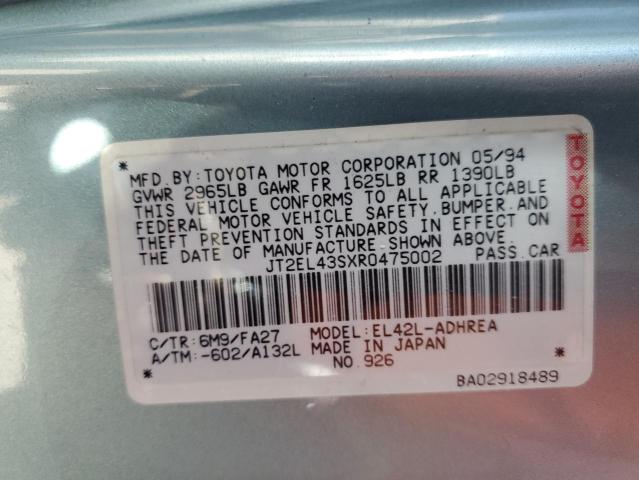 MFD.BY:TOYOTA MOTOR CORPORATION 05/94
GVWR 2965LB GAWR FR 1625LB RR 1390LB
THIS VEHICLE CONFORMS TO ALL APPLICABLE
FEDERAL MOTOR VEHICLE SAFETY,BUMPER,AND
THEFT PREVENTION STANDARDS IN EFFECT ON
THE DATE OF MANUFACTURE SHOWN ABOVE.
JT2EL43SXR0475002 PASS.CAR
C/TR:6M9/FA27 MODEL:EL42L-ADHREA
A/TM:-602/A132L MADE IN JAPAN
NO.926
BA02918489
TOYOTA